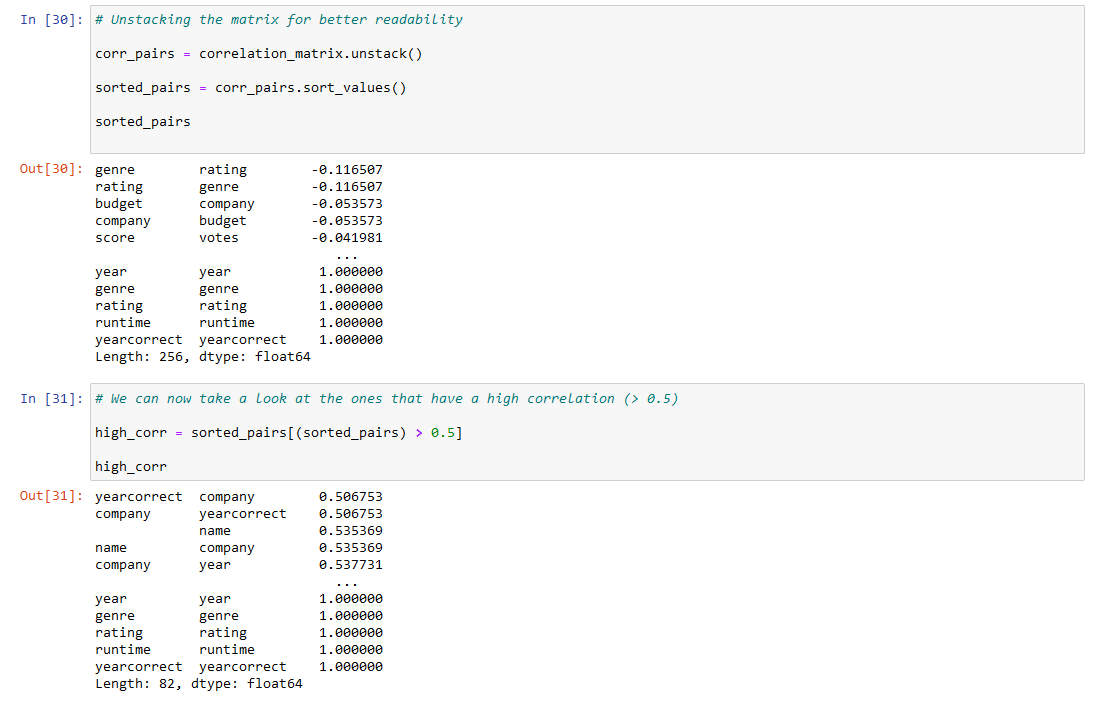 In [30]: # Unstacking the matrix for better readability
corr_pairs = correlation_matrix.unstack()
sorted_pairs = corr_pairs.sort_values()
sorted_pairs
Out[30]: genre rating -0.116507
rating genre -0.116507
budget company -0.053573
company budget -0.053573
score votes -0.041981
...
year year 1.000000
genre genre 1.000000
rating rating 1.000000
runtime runtime 1.000000
yearcorrect yearcorrect 1.000000
Length: 256, dtype: float64
In [31]: # We can now take a look at the ones that have a high correlation (> 0.5)
high_corr = sorted_pairs[(sorted_pairs) > 0.5]
high_corr
Out[31]: yearcorrect company 0.506753
company yearcorrect 0.506753
name 0.535369
name company 0.535369
company year 0.537731
...
year year 1.000000
genre genre 1.000000
rating rating 1.000000
runtime runtime 1.000000
yearcorrect yearcorrect 1.000000
Length: 82, dtype: float64